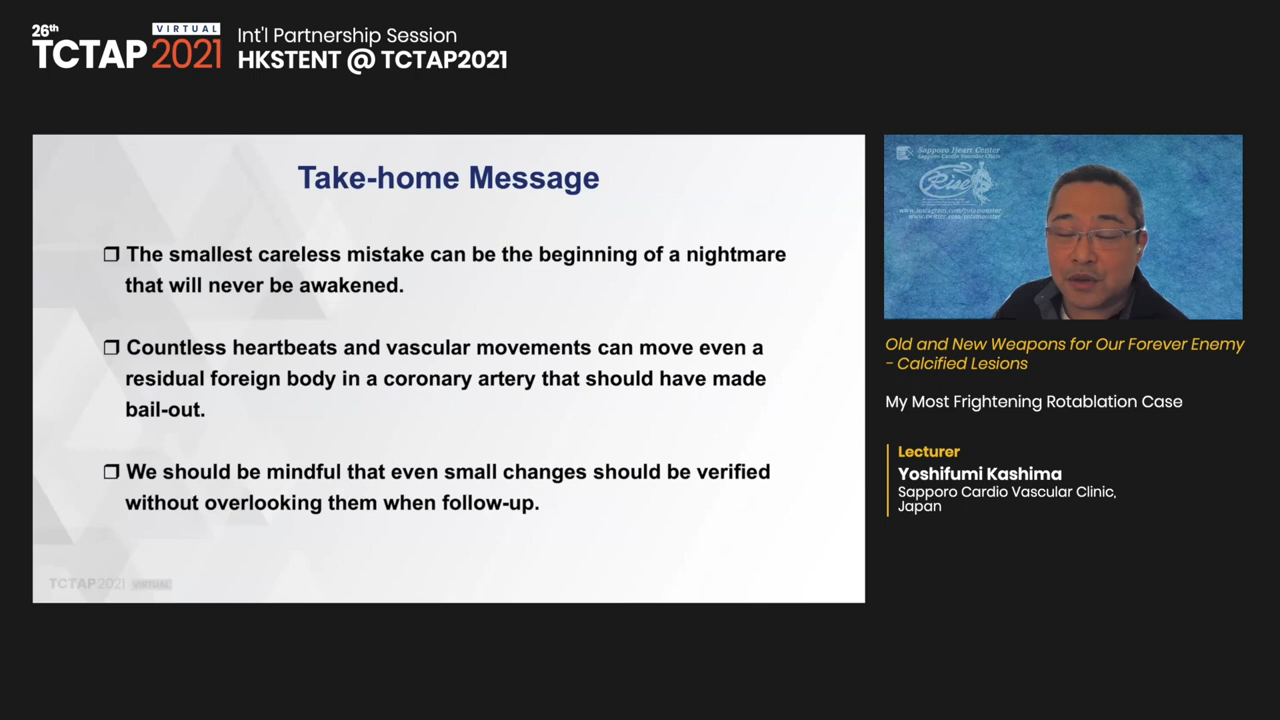 26th
VIRTUAL
TCTAP 2021
Int'l Partnership Session
HKSTENT @ TCTAP2021
Take-home Message
❒ The smallest careless mistake can be the beginning of a nightmare
that will never be awakened.
❒ Countless heartbeats and vascular movements can move even a
residual foreign body in a coronary artery that should have made
bail-out.
❒ We should be mindful that even small changes should be verified
without overlooking them when follow-up.
TCTAP2021 VIRTUAL
Sapporo Heart Center
Sapporo Cardio Vascular Clinic
Rise
Old and New Weapons for Our Forever Enemy
- Calcified Lesions
My Most Frightening Rotablation Case
Lecturer
Yoshifumi Kashima
Sapporo Cardio Vascular Clinic,
Japan